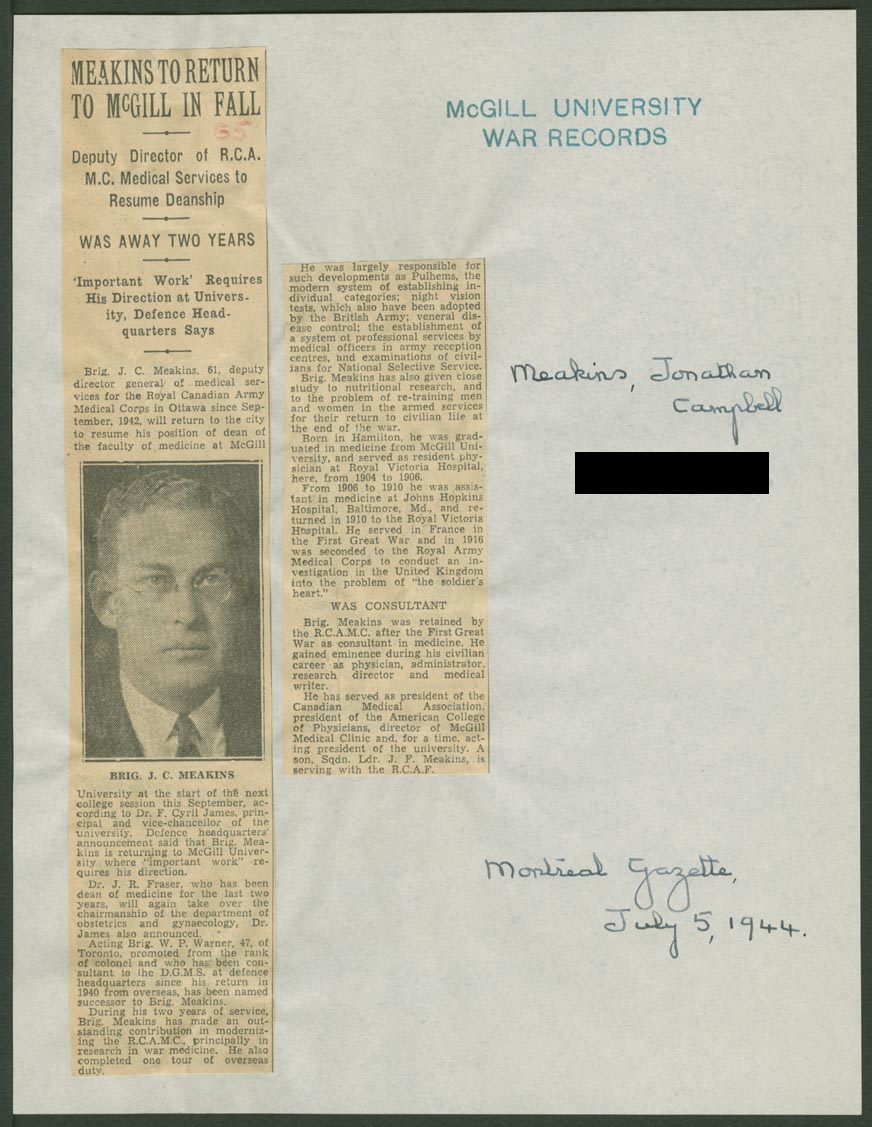 MEAKINS TO RETURN
TO McGILL IN FALL
65
Deputy Director of R.C.A.
M.C. Medical Services to
Resume Deanship
WAS AWAY TWO YEARS
'Important Work' Requires
His Direction at Univers-
ity, Defence Head-
quarters Says
Brig. J. C. Meakins, 61, deputy
director general of medical ser-
vices for the Royal Canadian Army
Medical Corps in Ottawa since Sep-
tember, 1942, will return to the city
to resume his position of dean of
the faculty of medicine at McGill
BRIG. J. C. MEAKINS
University at the start of the next
college session this September, ac-
cording to Dr. F. Cyril James, prin-
cipal and vice-chancellor of the
university. Defence headquarters'
announcement said that Brig. Mea-
kins is returning to McGill Univer-
sity where "important work" re-
quires his direction.
Dr. J. R. Fraser, who has been
dean of medicine for the last two
years, will again take over the
chairmanship of the department of
obstetrics and gynaecology, Dr.
James also announced.
Acting Brig. W. P. Warner, 47, of
Toronto, promoted from the rank
of colonel and who has been con-
sultant to the D.G.M.S. at defence
headquarters since his return in
1940 from overseas, has been named
successor to Brig. Meakins.
During his two years of service,
Brig. Meakins has made an out-
standing contribution in moderniz-
ing the R.C.A.M.C., principally in
research in war medicine. He also
completed one tour of overseas
duty.
He was largely responsible for
such developments as Pulhems, the
modern system of establishing in-
dividual categories; night vision
tests, which also have been adopted
by the British Army; veneral dis-
ease control; the establishment of
a system of professional services by
medical officers in army reception
centres, and examinations of civil-
ians for National Selective Service.
Brig. Meakins has also given close
study to nutritional research, and
to the problem of re-training men
and women in the armed services
for their return to civilian life at
the end of the war.
Born in Hamilton, he was grad-
uated in medicine from McGill Uni-
versity, and served as resident phy-
sician at Royal Victoria Hospital,
here, from 1904 to 1906.
From 1906 to 1910 he was assis-
tant in medicine at Johns Hopkins
Hospital, Baltimore, Md., and re-
turned in 1910 to the Royal Victoria
Hospital. He served in France in
the First Great War and in 1916
was seconded to the Royal Army
Medical Corps to conduct an in-
vestigation in the United Kingdom
into the problem of "the soldier's
heart."
WAS CONSULTANT
Brig. Meakins was retained by
the R.C.A.M.C. after the First Great
War as consultant in medicine. He
gained eminence during his civilian
career as physician, administrator,
research director and medical
writer.
He has served as president of the
Canadian Medical Association,
president of the American College
of Physicians, director of McGill
Medical Clinic and, for a time, act-
ing president of the university. A
son, Sqdn. Ldr. J. F. Meakins, is
serving with the R.C.A.F.
McGILL UNIVERSITY
WAR RECORDS
Meakins, Jonathan
Campbell
Montreal Gazette,
July 5, 1944.